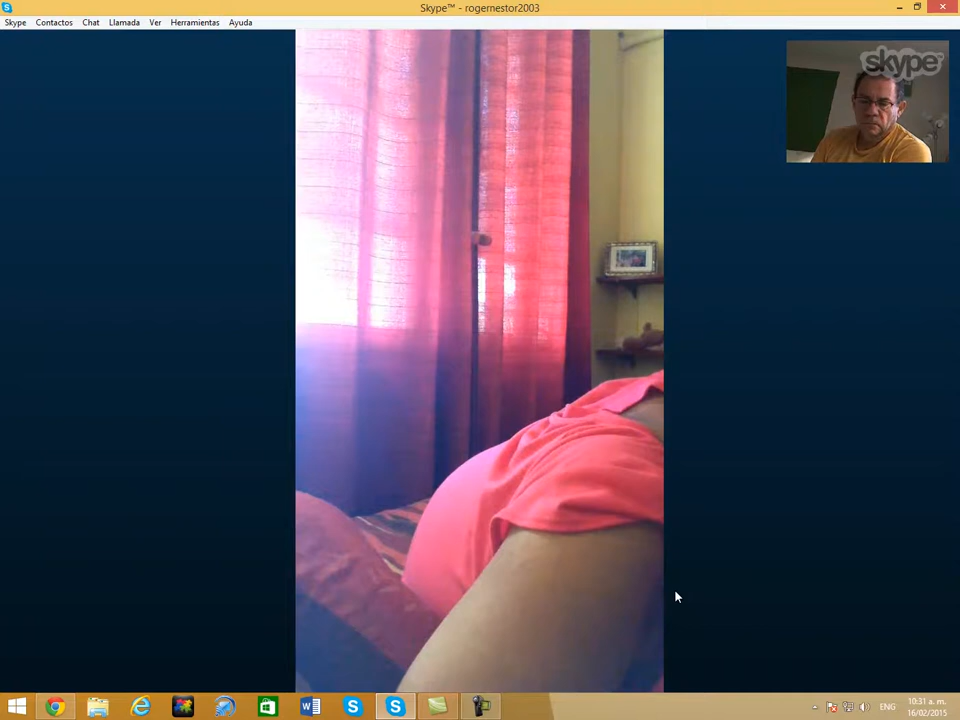 Skype™ - rogernestor2003
Skype Contactos Chat Llamada Ver Herramientas Ayuda
skype
ENG
10:31 a. m.
16/02/2015